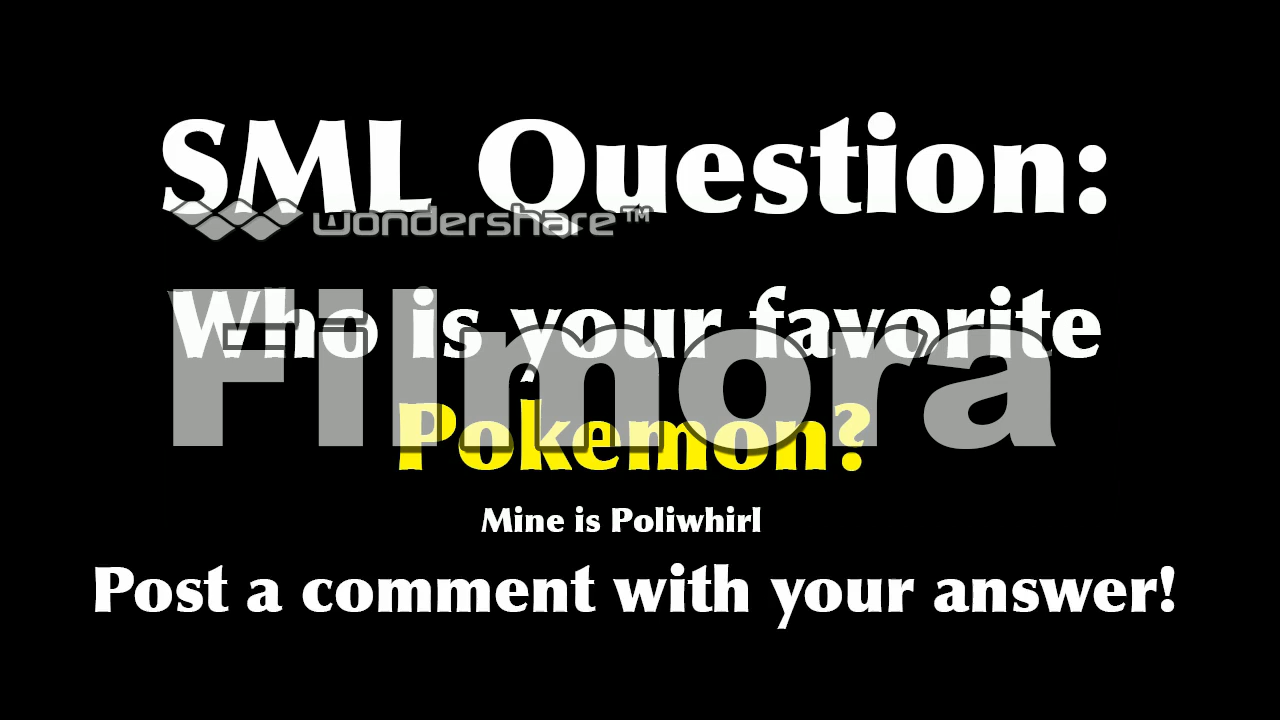 SML Question:
wondershare™
Who is your favorite
Filmora
Pokemon?
Mine is Poliwhirl
Post a comment with your answer!